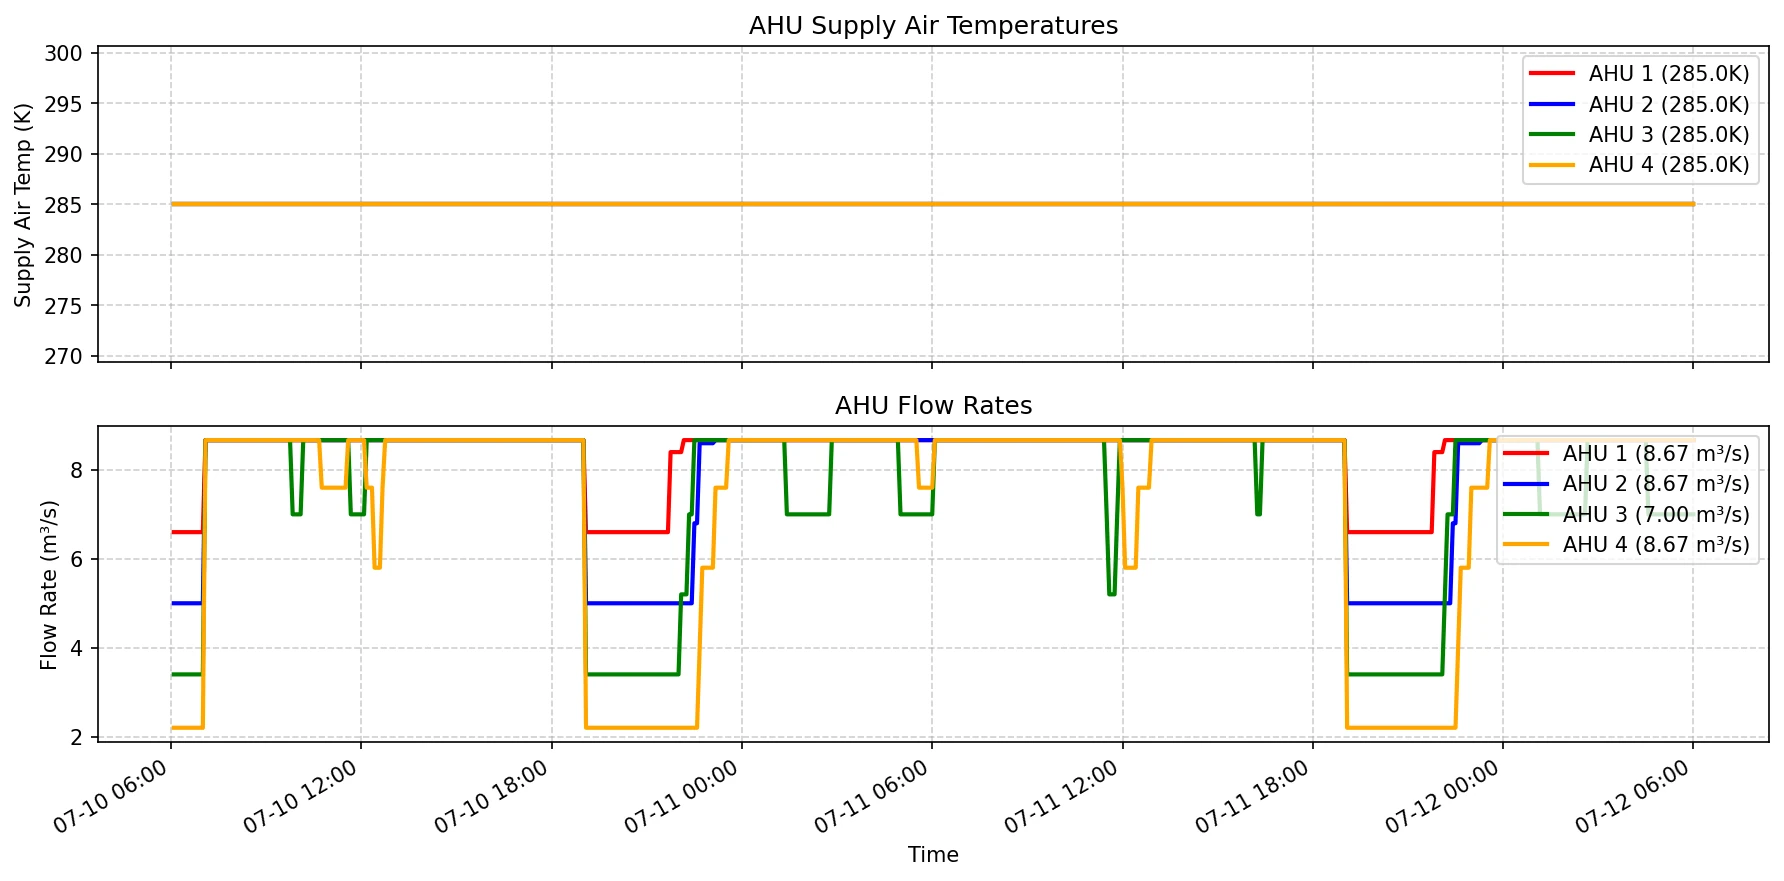 AHU Supply Air Temperatures
Supply Air Temp (K)
300
295
290
285
280
275
270
AHU 1 (285.0K)
AHU 2 (285.0K)
AHU 3 (285.0K)
AHU 4 (285.0K)
AHU Flow Rates
Flow Rate (m³/s)
8
6
4
2
AHU 1 (8.67 m³/s)
AHU 2 (8.67 m³/s)
AHU 3 (7.00 m³/s)
AHU 4 (8.67 m³/s)
07-10 06:00
07-10 12:00
07-10 18:00
07-11 00:00
07-11 06:00
07-11 12:00
07-11 18:00
07-12 00:00
07-12 06:00
Time